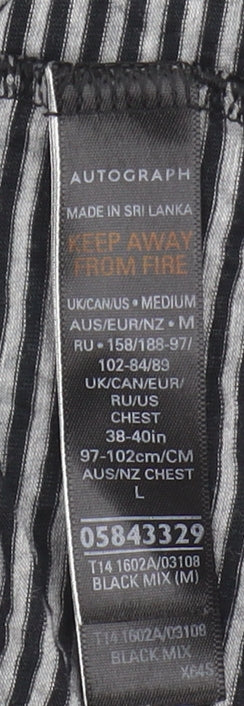 AUTOGRAPH
MADE IN SRI LANKA
KEEP AWAY
FROM FIRE
UK/CAN/US • MEDIUM
AUS/EUR/NZ • M
RU • 158/188-97/
102-84/89
UK/CAN/EUR/
RU/US
CHEST
38-40in
97-102cm/CM
AUS/NZ CHEST
L
05843329
T14 1602A/03108
BLACK MIX (M)
T14 1602A/03108
BLACK MIX